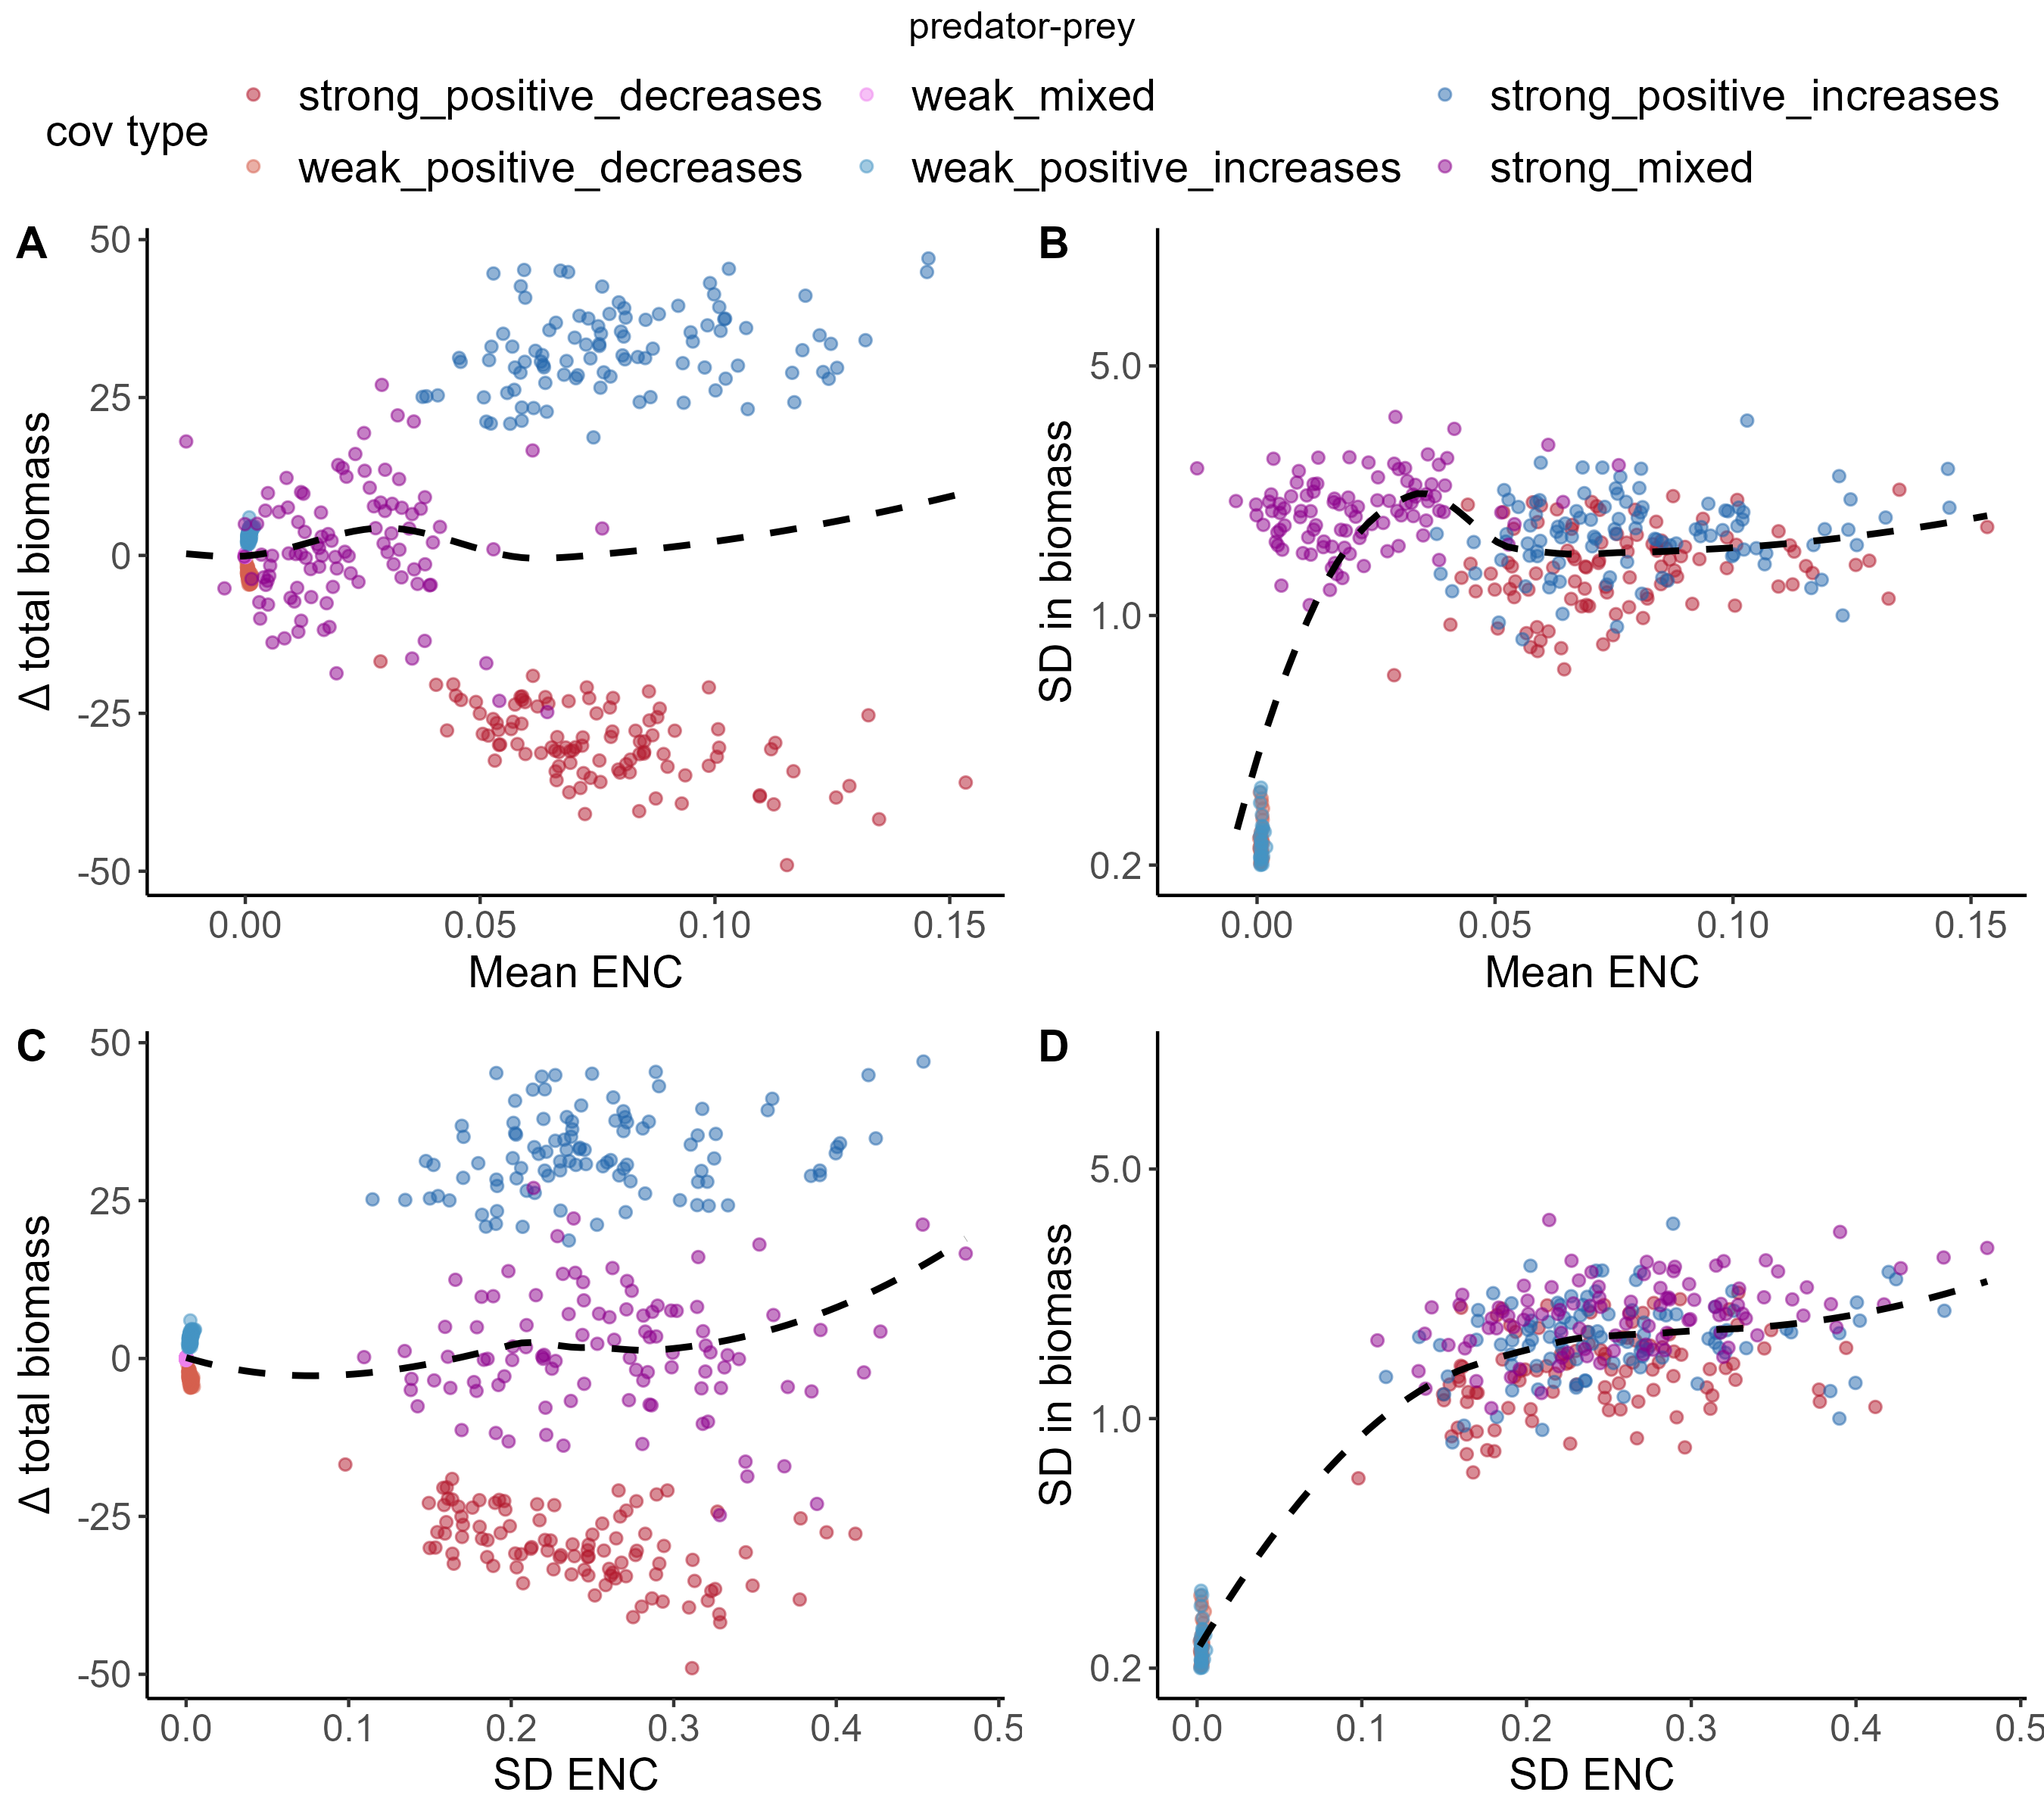 predator-prey
cov type
strong_positive_decreases
weak_mixed
strong_positive_increases
weak_positive_decreases
weak_positive_increases
strong_mixed
A
50
25
0
-25
-50
Δ total biomass
0.00 0.05 0.10 0.15
Mean ENC
B
5.0
1.0
0.2
SD in biomass
0.00 0.05 0.10 0.15
Mean ENC
C
50
25
0
-25
-50
Δ total biomass
0.0 0.1 0.2 0.3 0.4 0.5
SD ENC
D
5.0
1.0
0.2
SD in biomass
0.0 0.1 0.2 0.3 0.4 0.5
SD ENC